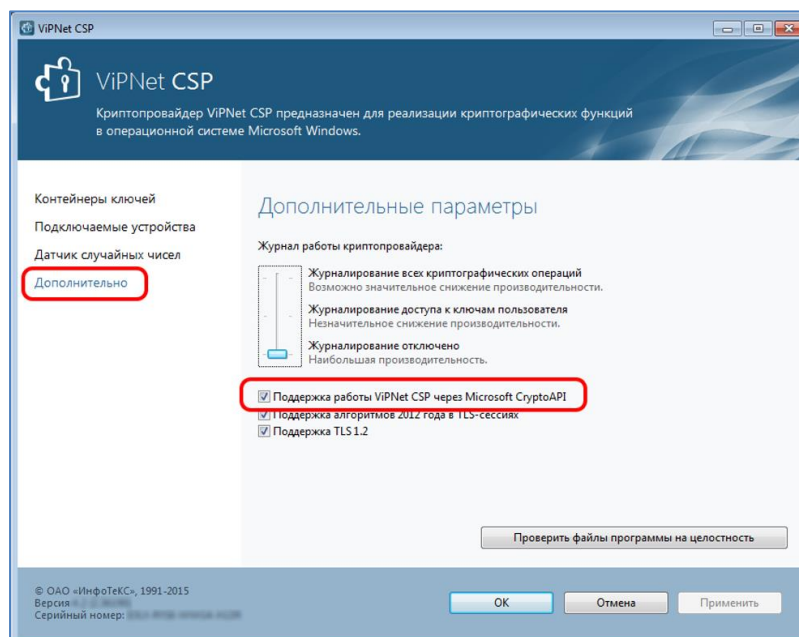 ViPNet CSP
ViPNet CSP
Криптопровайдер ViPNet CSP предназначен для реализации криптографических функций
в операционной системе Microsoft Windows.
Контейнеры ключей
Подключаемые устройства
Датчик случайных чисел
Дополнительно
Дополнительные параметры
Журнал работы криптопровайдера:
Журналирование всех криптографических операций
Возможно значительное снижение производительности.
Журналирование доступа к ключам пользователя
Незначительное снижение производительности.
Журналирование отключено
Наибольшая производительность.
Поддержка работы ViPNet CSP через Microsoft CryptoAPI
Поддержка алгоритмов 2012 года в TLS-сессиях
Поддержка TLS 1.2
Проверить файлы программы на целостность
© ОАО «ИнфоТеКС», 1991-2015
Версия
Серийный номер:
OK
Отмена
Применить